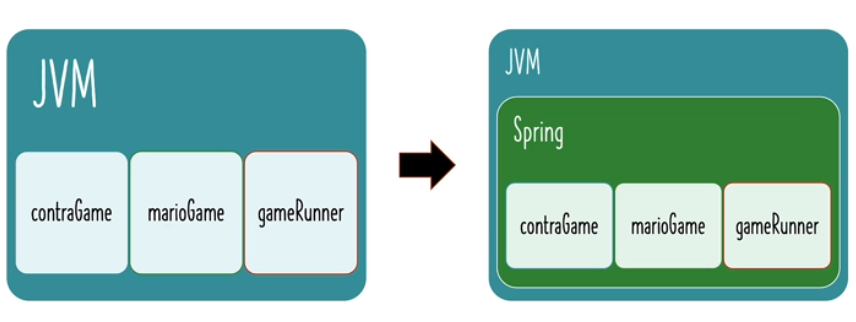 JVM
contraGame
marioGame
gameRunner
JVM
Spring
contraGame
marioGame
gameRunner